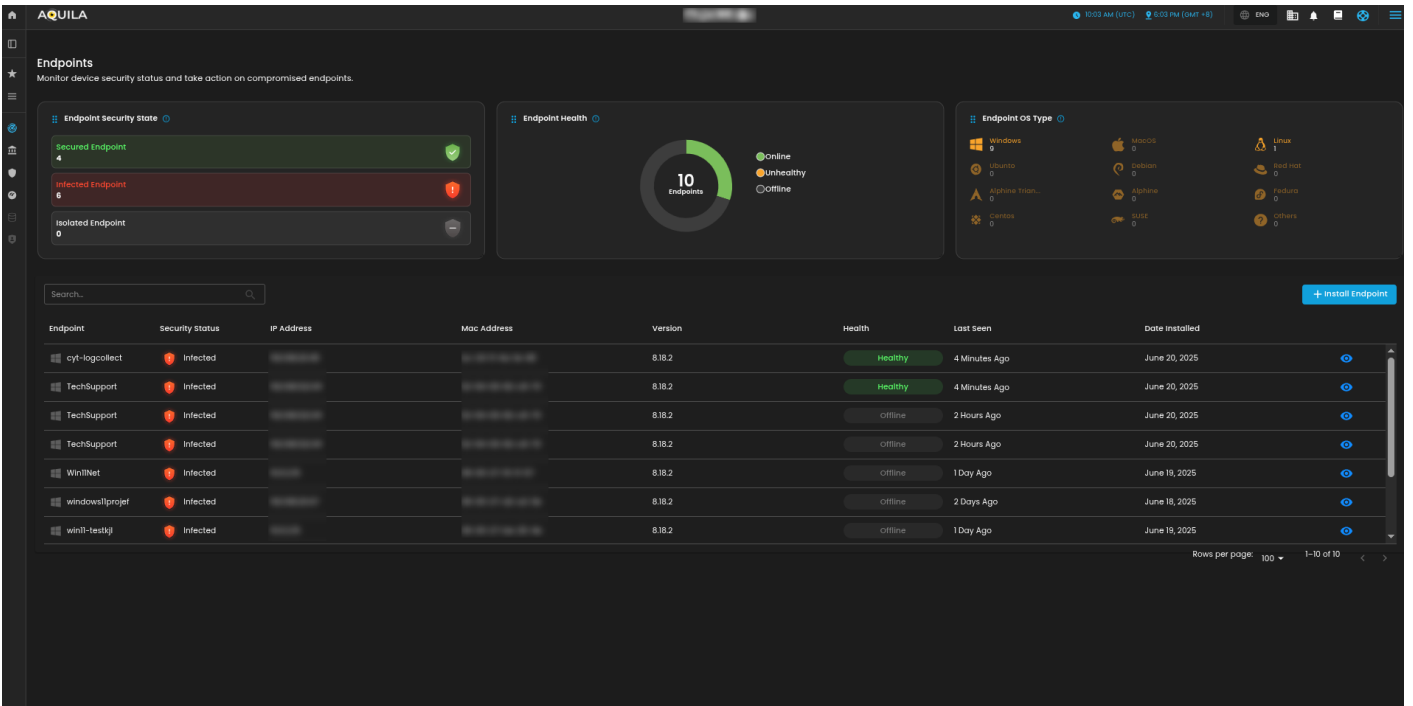 AQUILA
10:03 AM (UTC) 6:03 PM (GMT +8) ENG
Endpoints
Monitor device security status and take action on compromised endpoints.
Endpoint Security State
Secured Endpoint
4
Infected Endpoint
6
Isolated Endpoint
0
Endpoint Health
10
Endpoints
Online
Unhealthy
Offline
Endpoint OS Type
Windows
9
MacOS
0
Linux
1
Ubunto
0
Debian
0
Red Hat
0
Alphine Trian...
0
Alphine
0
Fedura
0
Centos
0
SUSE
0
Others
0
Search...
+ Install Endpoint
Endpoint Security Status IP Address Mac Address Version Health Last Seen Date Installed
cyt-logcollect Infected 8.18.2 Healthy 4 Minutes Ago June 20, 2025
TechSupport Infected 8.18.2 Healthy 4 Minutes Ago June 20, 2025
TechSupport Infected 8.18.2 Offline 2 Hours Ago June 20, 2025
TechSupport Infected 8.18.2 Offline 2 Hours Ago June 20, 2025
Win11Net Infected 8.18.2 Offline 1 Day Ago June 19, 2025
windows11projef Infected 8.18.2 Offline 2 Days Ago June 18, 2025
win11-testkjl Infected 8.18.2 Offline 1 Day Ago June 19, 2025
Rows per page: 100 1-10 of 10